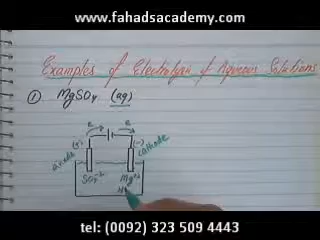 www.fahadsacademy.com
Examples of Electrolysis of Aqueous Solutions
① MgSO4 (aq)
e e
(+) (-)
anode cathode
SO4-2 Mg+2
H
tel: (0092) 323 509 4443